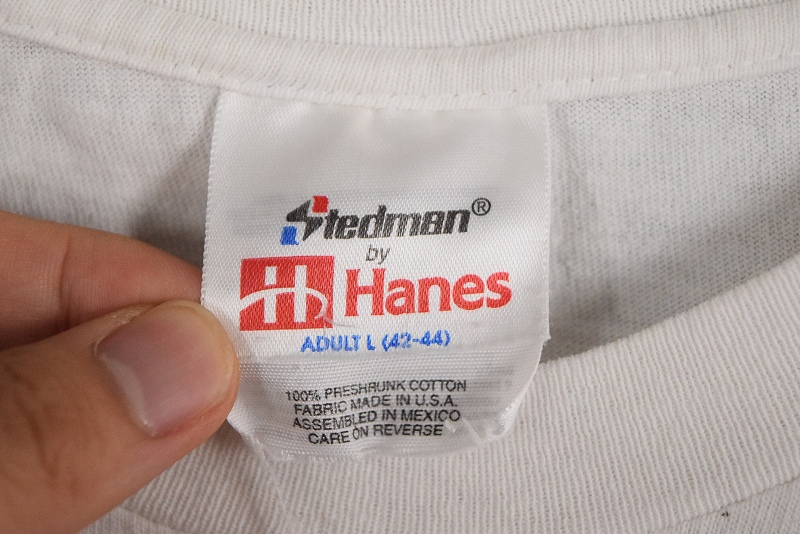 Stedman®
by
H Hanes
ADULT L (42-44)
100% PRESHRUNK COTTON
FABRIC MADE IN U.S.A.
ASSEMBLED IN MEXICO
CARE ON REVERSE